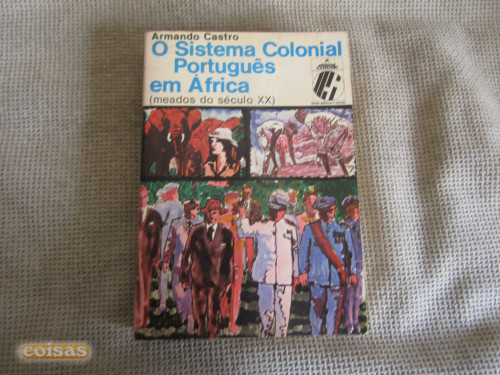 Armando Castro
O Sistema Colonial
Português
em África
(meados do século XX)
coisas